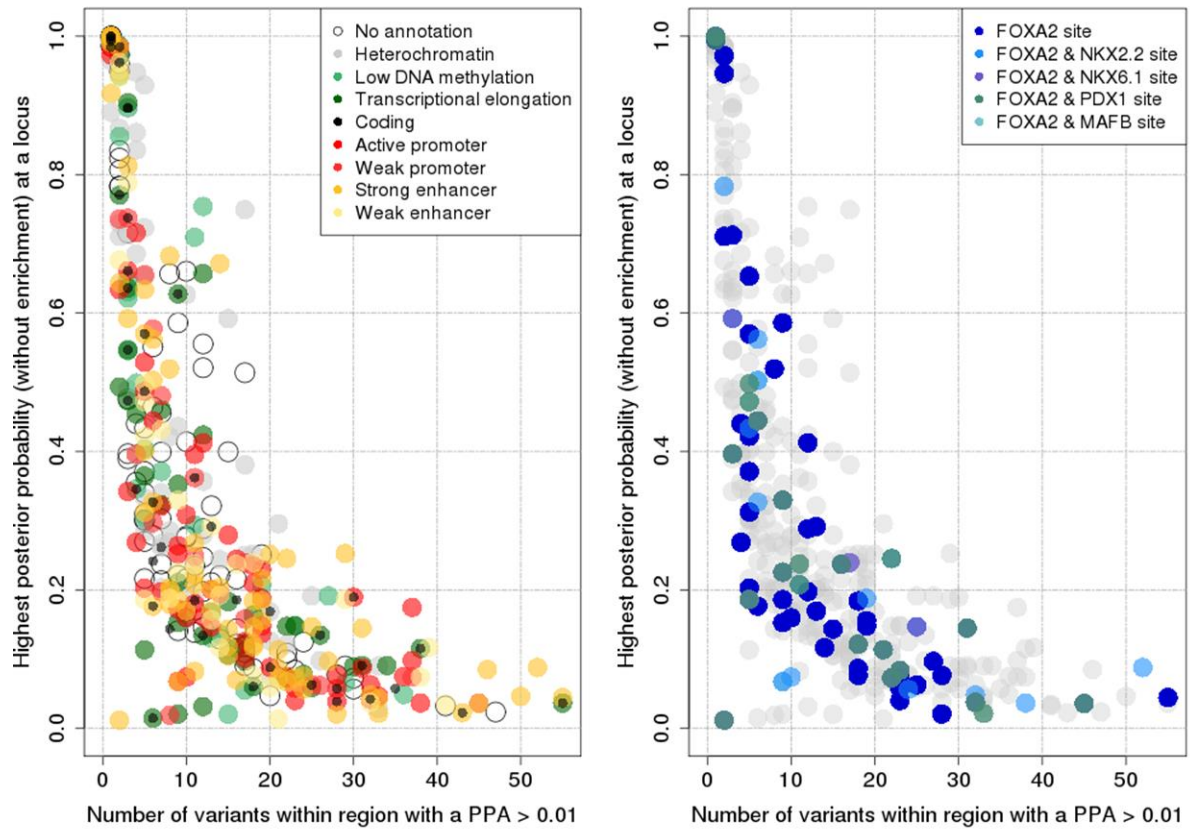 Highest posterior probability (without enrichment) at a locus
1.0
0.8
0.6
0.4
0.2
0.0
No annotation
Heterochromatin
Low DNA methylation
Transcriptional elongation
Coding
Active promoter
Weak promoter
Strong enhancer
Weak enhancer
0 10 20 30 40 50
Number of variants within region with a PPA > 0.01
Highest posterior probability (without enrichment) at a locus
1.0
0.8
0.6
0.4
0.2
0.0
FOXA2 site
FOXA2 & NKX2.2 site
FOXA2 & NKX6.1 site
FOXA2 & PDX1 site
FOXA2 & MAFB site
0 10 20 30 40 50
Number of variants within region with a PPA > 0.01